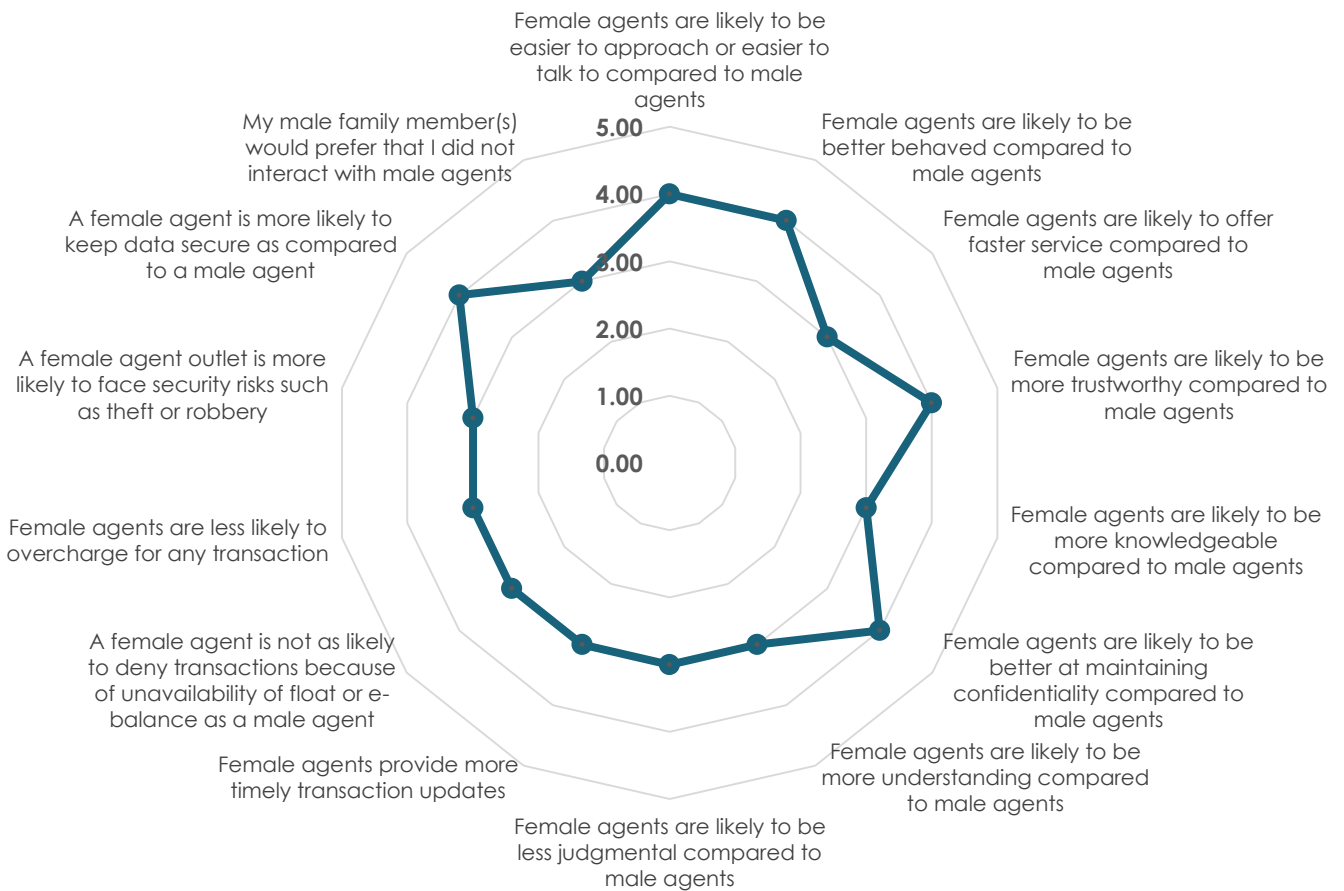 Female agents are likely to be
easier to approach or easier to
talk to compared to male
agents
Female agents are likely to be
better behaved compared to
male agents
Female agents are likely to offer
faster service compared to
male agents
Female agents are likely to be
more trustworthy compared to
male agents
Female agents are likely to be
more knowledgeable
compared to male agents
Female agents are likely to be
better at maintaining
confidentiality compared to
male agents
Female agents are likely to be
more understanding compared
to male agents
Female agents are likely to be
less judgmental compared to
male agents
Female agents provide more
timely transaction updates
A female agent is not as likely
to deny transactions because
of unavailability of float or e-
balance as a male agent
Female agents are less likely to
overcharge for any transaction
A female agent outlet is more
likely to face security risks such
as theft or robbery
A female agent is more likely to
keep data secure as compared
to a male agent
My male family member(s)
would prefer that I did not
interact with male agents
5.00
4.00
3.00
2.00
1.00
0.00